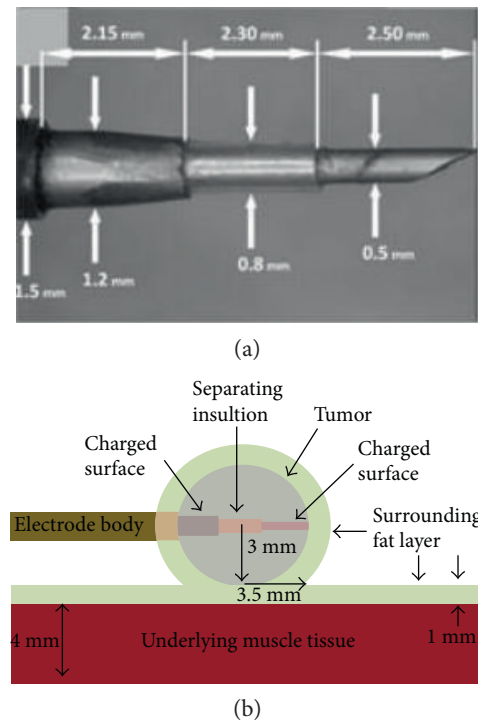 2.15 mm 2.30 mm 2.50 mm
1.5 mm
1.2 mm
0.8 mm
0.5 mm
(a)
Separating
insultion
Tumor
Charged
surface
Charged
surface
Electrode body
Surrounding
fat layer
3 mm
3.5 mm
4 mm
Underlying muscle tissue
1 mm
(b)